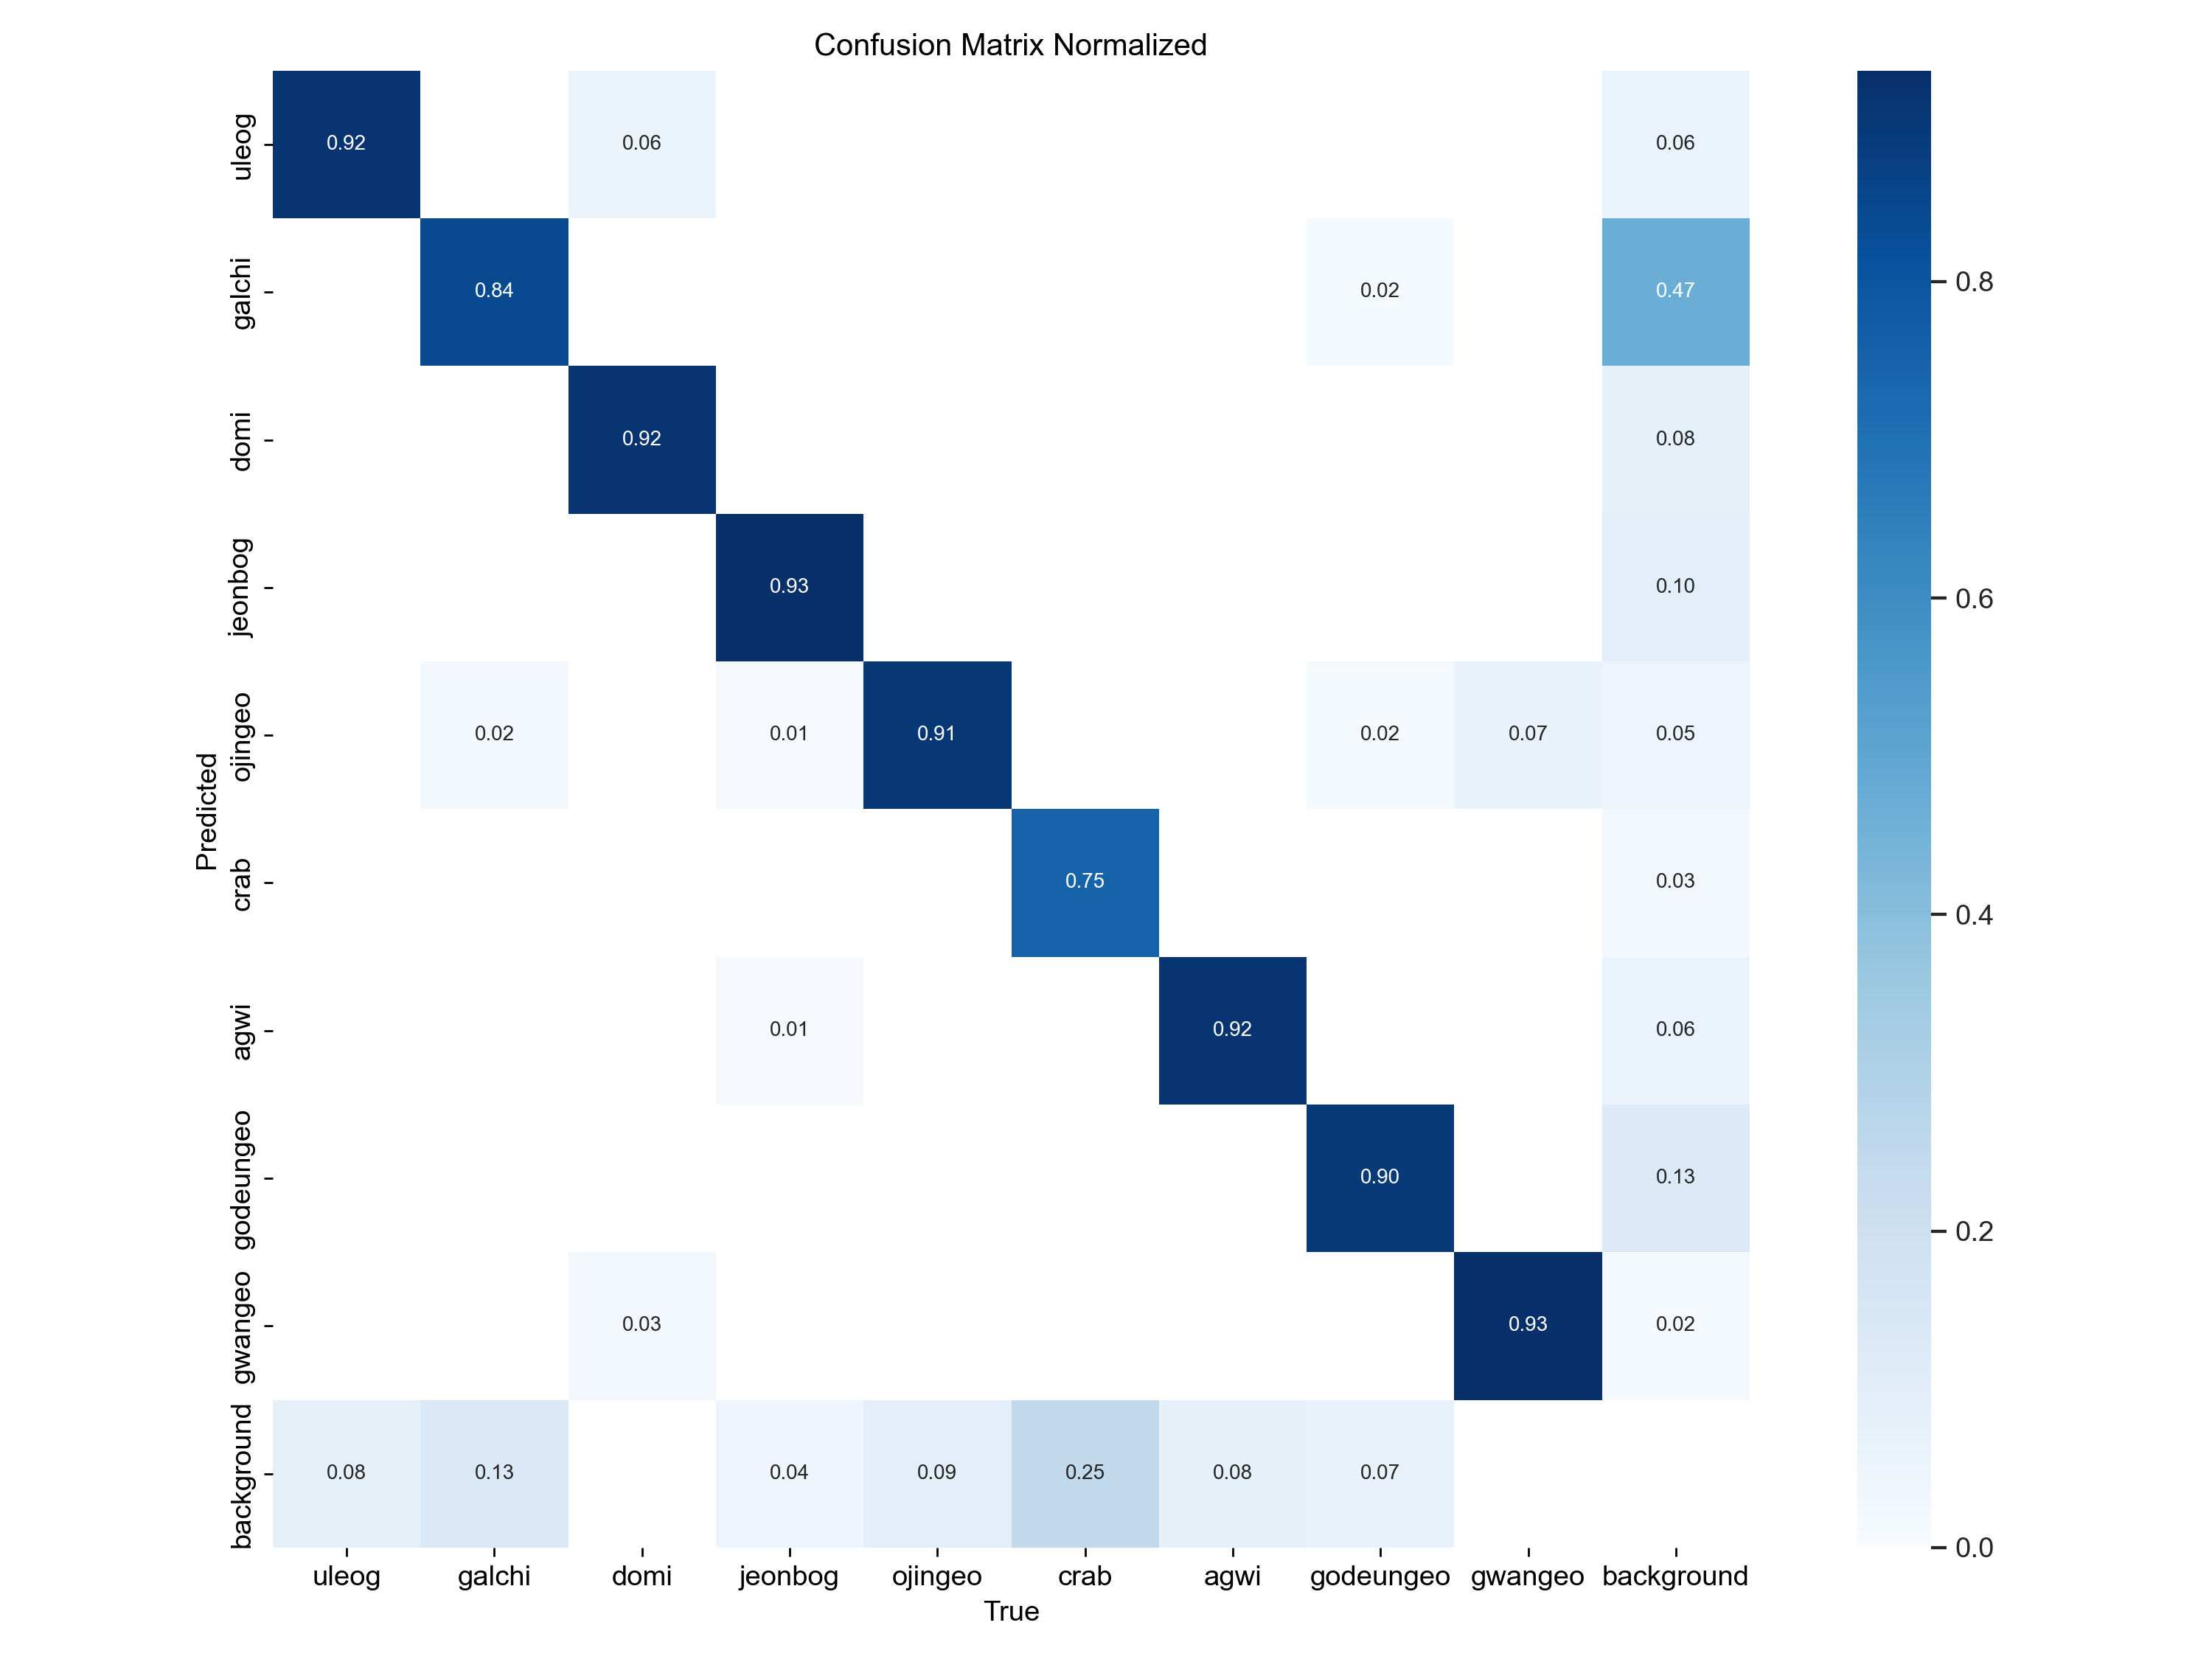 Confusion Matrix Normalized
uleog 0.92 0.06 0.06
galchi 0.84 0.02 0.47
domi 0.92 0.08
jeonbog 0.93 0.10
ojingeo 0.02 0.01 0.91 0.02 0.07 0.05
crab 0.75 0.03
agwi 0.01 0.92 0.06
godeungeo 0.90 0.13
gwangeo 0.03 0.93 0.02
background 0.08 0.13 0.04 0.09 0.25 0.08 0.07
Predicted
uleog galchi domi jeonbog ojingeo crab agwi godeungeo gwangeo background
True
0.8
0.6
0.4
0.2
0.0